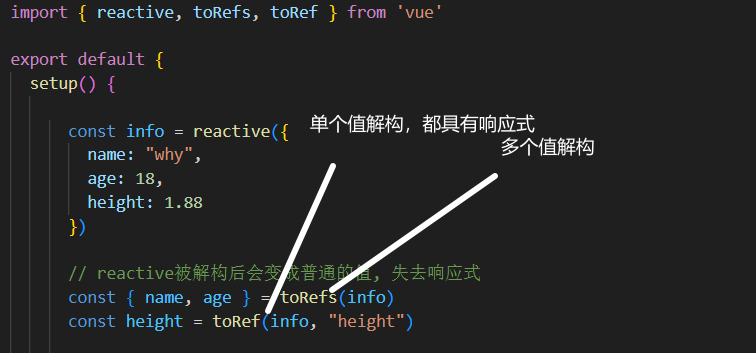 import { reactive, toRefs, toRef } from 'vue'
export default {
setup() {
单个值解构，都具有响应式
const info = reactive({
多个值解构
name: "why",
age: 18,
height: 1.88
})
// reactive被解构后会变成普通的值, 失去响应式
const { name, age } = toRefs(info)
const height = toRef(info, "height")